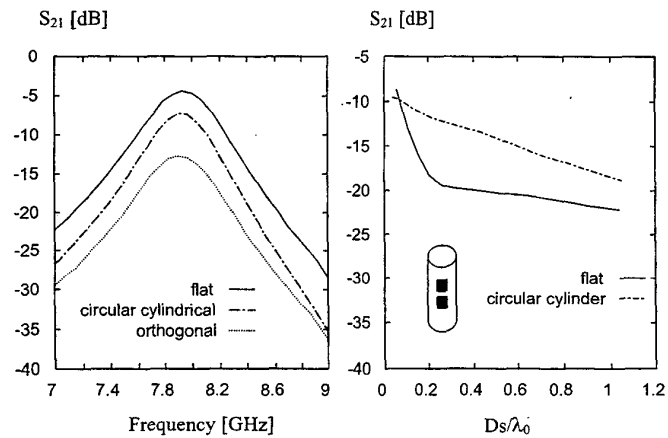 S21 [dB]
0
-5
-10
-15
-20
-25
-30
-35
-40
flat
circular cylindrical
orthogonal
7 7.4 7.8 8.2 8.6 9
Frequency [GHz]
S21 [dB]
-5
-10
-15
-20
-25
-30
-35
-40
flat
circular cylinder
0 0.2 0.4 0.6 0.8 1 1.2
Ds/λ0